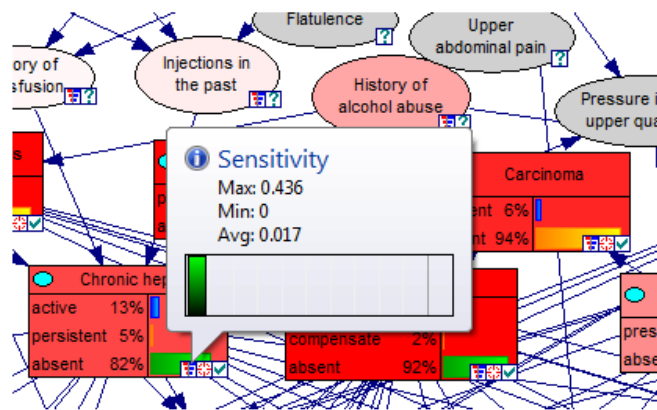 Flatulence
Upper
abdominal pain
ory of
sfusion
Injections in
the past
History of
alcohol abuse
Pressure i
upper qua
s
Sensitivity
Max: 0.436
Min: 0
Avg: 0.017
p
a
Carcinoma
ent 6%
nt 94%
Chronic hep
active 13%
persistent 5%
absent 82%
compensate 2%
absent 92%
pres
abse